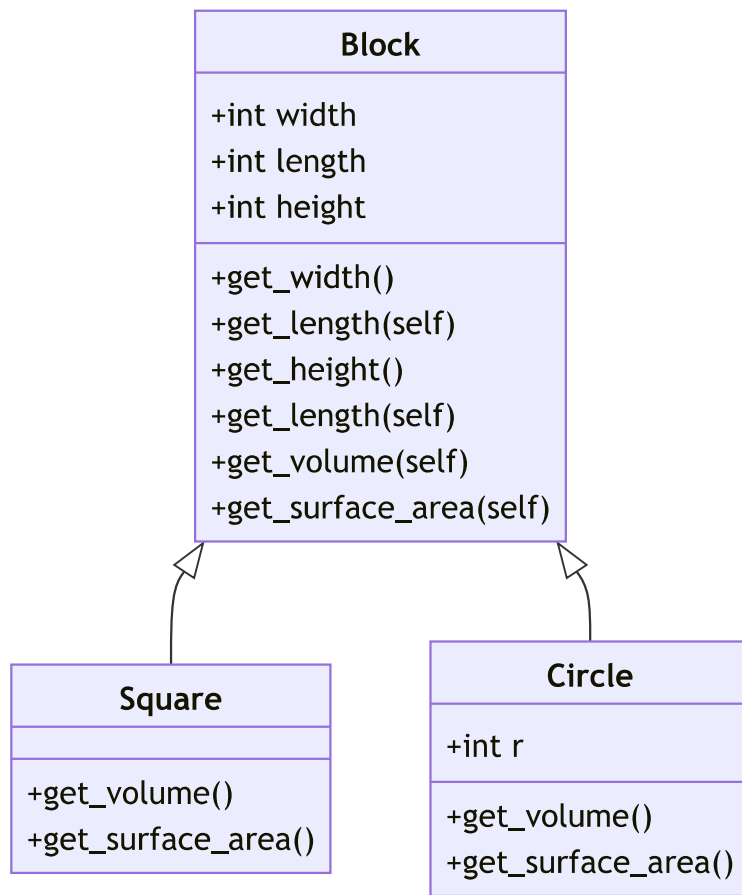 Block
+int width
+int length
+int height
+get_width()
+get_length(self)
+get_height()
+get_length(self)
+get_volume(self)
+get_surface_area(self)
Square
+get_volume()
+get_surface_area()
Circle
+int r
+get_volume()
+get_surface_area()